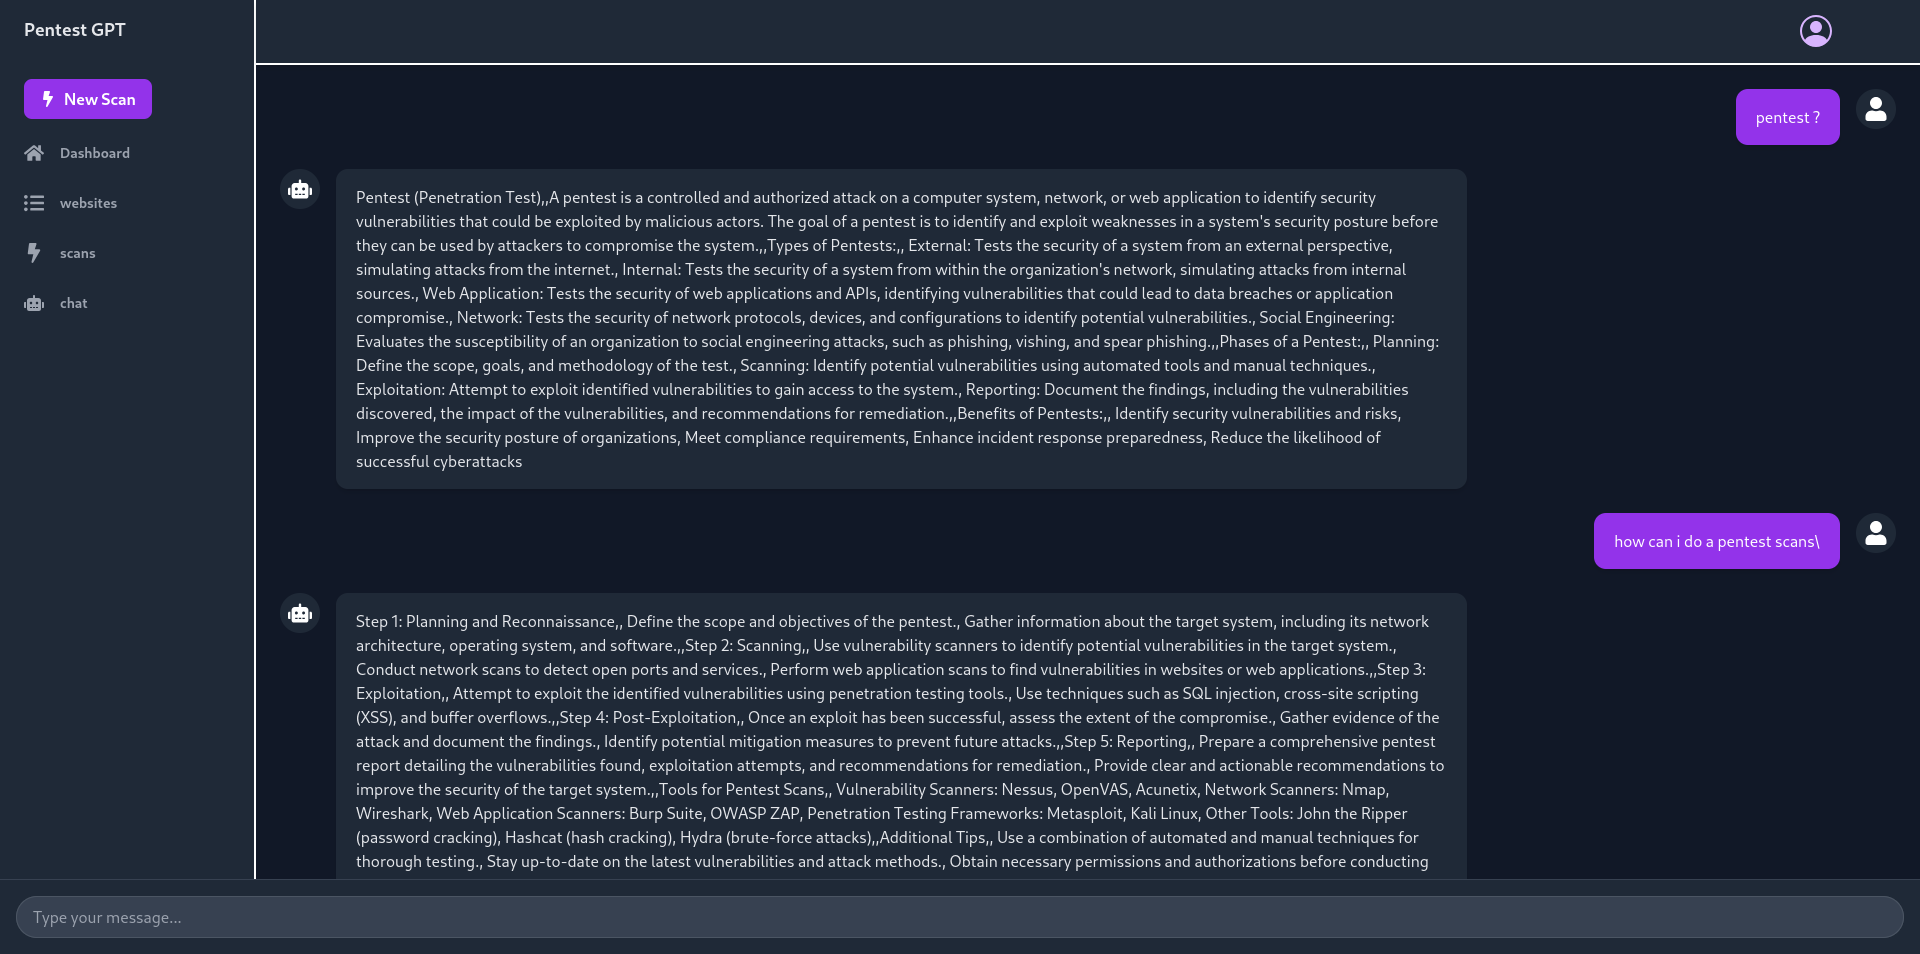 Pentest GPT
New Scan
Dashboard
websites
scans
chat
pentest ?
Pentest (Penetration Test),,A pentest is a controlled and authorized attack on a computer system, network, or web application to identify security
vulnerabilities that could be exploited by malicious actors. The goal of a pentest is to identify and exploit weaknesses in a system's security posture before
they can be used by attackers to compromise the system.,,Types of Pentests:,, External: Tests the security of a system from an external perspective,
simulating attacks from the internet., Internal: Tests the security of a system from within the organization's network, simulating attacks from internal
sources., Web Application: Tests the security of web applications and APIs, identifying vulnerabilities that could lead to data breaches or application
compromise., Network: Tests the security of network protocols, devices, and configurations to identify potential vulnerabilities., Social Engineering:
Evaluates the susceptibility of an organization to social engineering attacks, such as phishing, vishing, and spear phishing.,,Phases of a Pentest:,, Planning:
Define the scope, goals, and methodology of the test., Scanning: Identify potential vulnerabilities using automated tools and manual techniques.,
Exploitation: Attempt to exploit identified vulnerabilities to gain access to the system., Reporting: Document the findings, including the vulnerabilities
discovered, the impact of the vulnerabilities, and recommendations for remediation.,,Benefits of Pentests:,, Identify security vulnerabilities and risks,
Improve the security posture of organizations, Meet compliance requirements, Enhance incident response preparedness, Reduce the likelihood of
successful cyberattacks
how can i do a pentest scans\
Step 1: Planning and Reconnaissance,, Define the scope and objectives of the pentest., Gather information about the target system, including its network
architecture, operating system, and software.,,Step 2: Scanning,, Use vulnerability scanners to identify potential vulnerabilities in the target system.,
Conduct network scans to detect open ports and services., Perform web application scans to find vulnerabilities in websites or web applications.,,Step 3:
Exploitation,, Attempt to exploit the identified vulnerabilities using penetration testing tools., Use techniques such as SQL injection, cross-site scripting
(XSS), and buffer overflows.,,Step 4: Post-Exploitation,, Once an exploit has been successful, assess the extent of the compromise., Gather evidence of the
attack and document the findings., Identify potential mitigation measures to prevent future attacks.,,Step 5: Reporting,, Prepare a comprehensive pentest
report detailing the vulnerabilities found, exploitation attempts, and recommendations for remediation., Provide clear and actionable recommendations to
improve the security of the target system.,,Tools for Pentest Scans,, Vulnerability Scanners: Nessus, OpenVAS, Acunetix, Network Scanners: Nmap,
Wireshark, Web Application Scanners: Burp Suite, OWASP ZAP, Penetration Testing Frameworks: Metasploit, Kali Linux, Other Tools: John the Ripper
(password cracking), Hashcat (hash cracking), Hydra (brute-force attacks),,Additional Tips,, Use a combination of automated and manual techniques for
thorough testing., Stay up-to-date on the latest vulnerabilities and attack methods., Obtain necessary permissions and authorizations before conducting
Type your message...